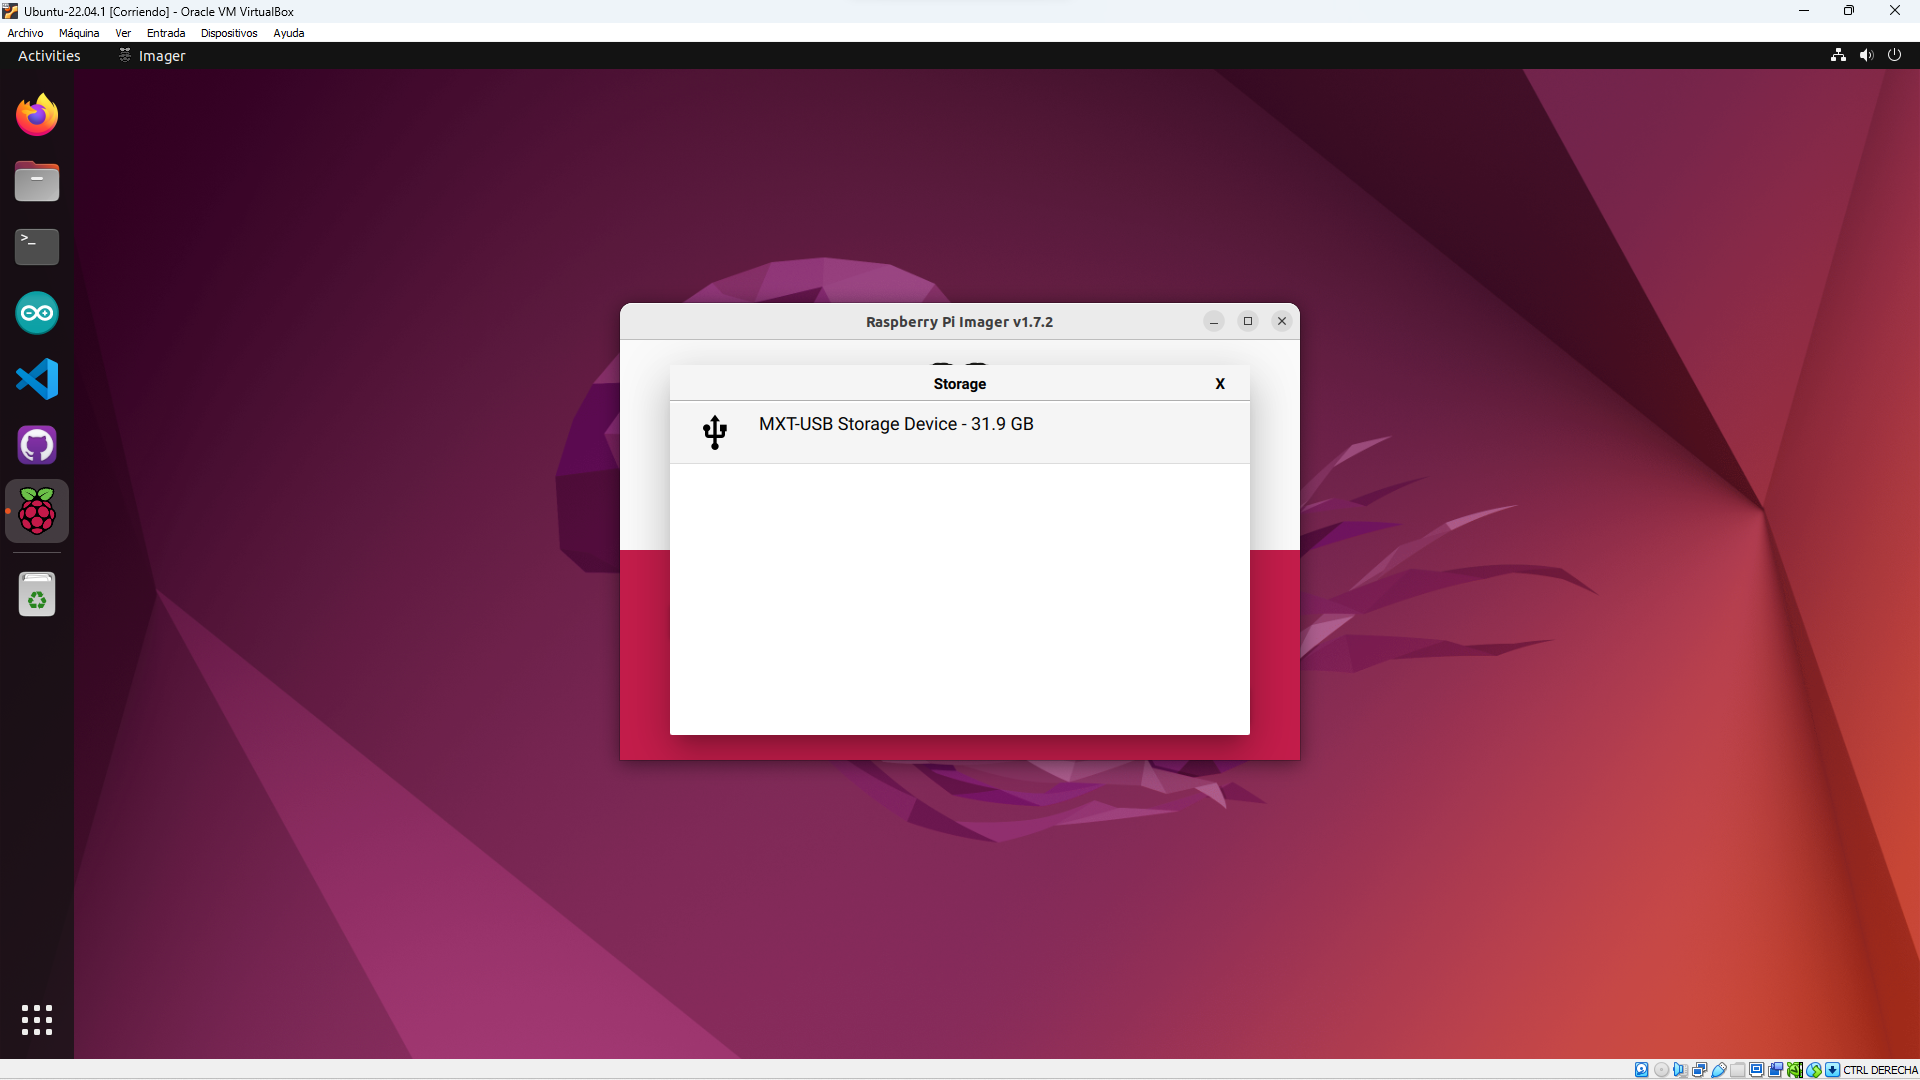 Ubuntu-22.04.1 [Corriendo] - Oracle VM VirtualBox
Archivo Máquina Ver Entrada Dispositivos Ayuda
Activities Imager
>_
Raspberry Pi Imager v1.7.2
Storage X
MXT-USB Storage Device - 31.9 GB
CTRL DERECHA